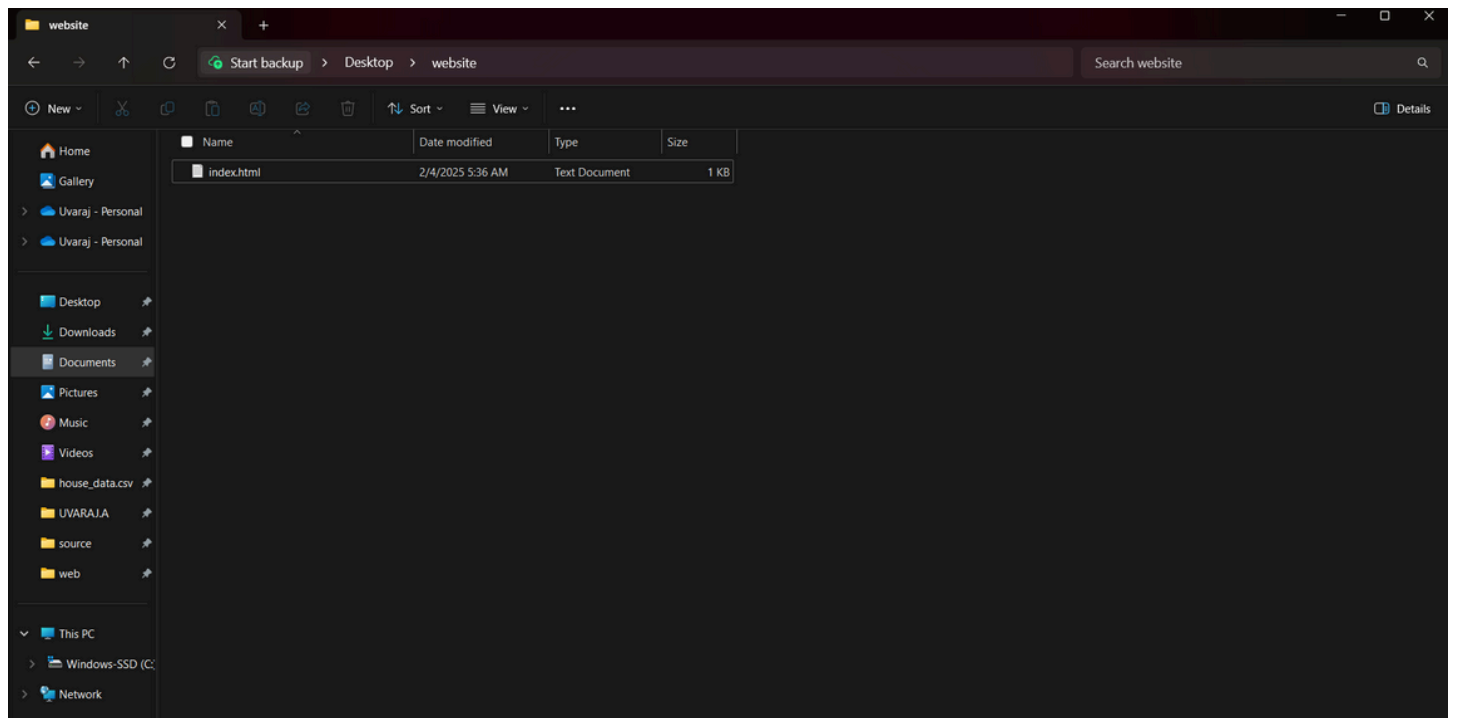 website
Start backup > Desktop > website
Search website
New
Sort
View
Details
Name Date modified Type Size
index.html 2/4/2025 5:36 AM Text Document 1 KB
Home
Gallery
Uvaraj - Personal
Uvaraj - Personal
Desktop
Downloads
Documents
Pictures
Music
Videos
house_data.csv
UVARAJ.A
source
web
This PC
Windows-SSD (C:
Network